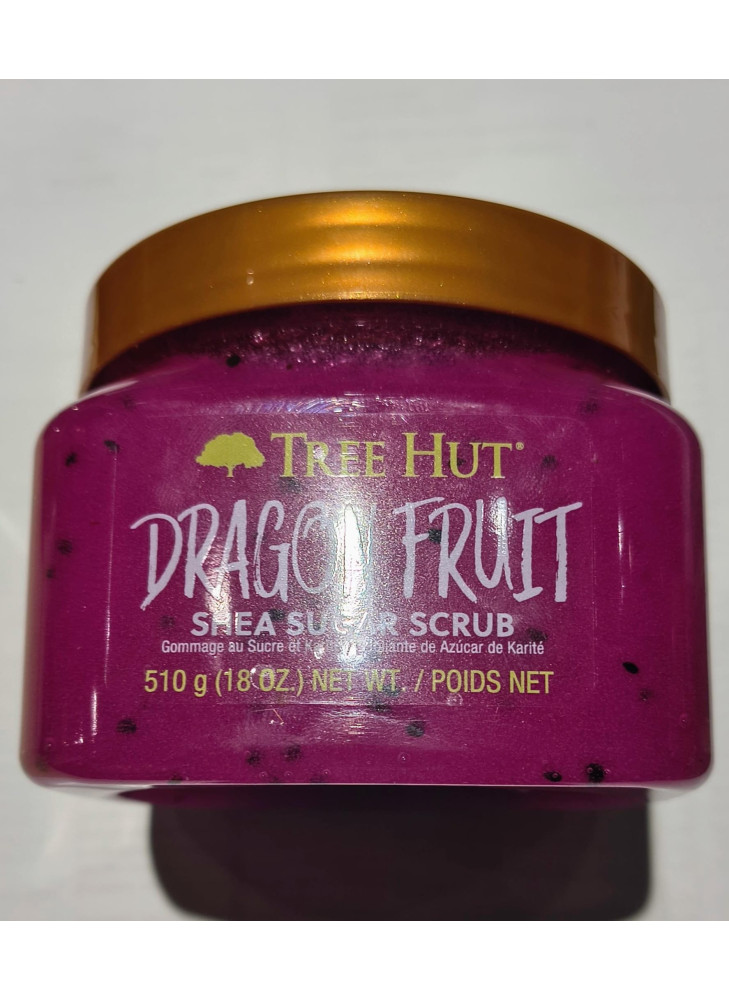 TREE HUT®
DRAGON FRUIT
SHEA SUGAR SCRUB
Gommage au Sucre et de Azúcar de Karité
510 g (18 OZ.) NET WT. / POIDS NET